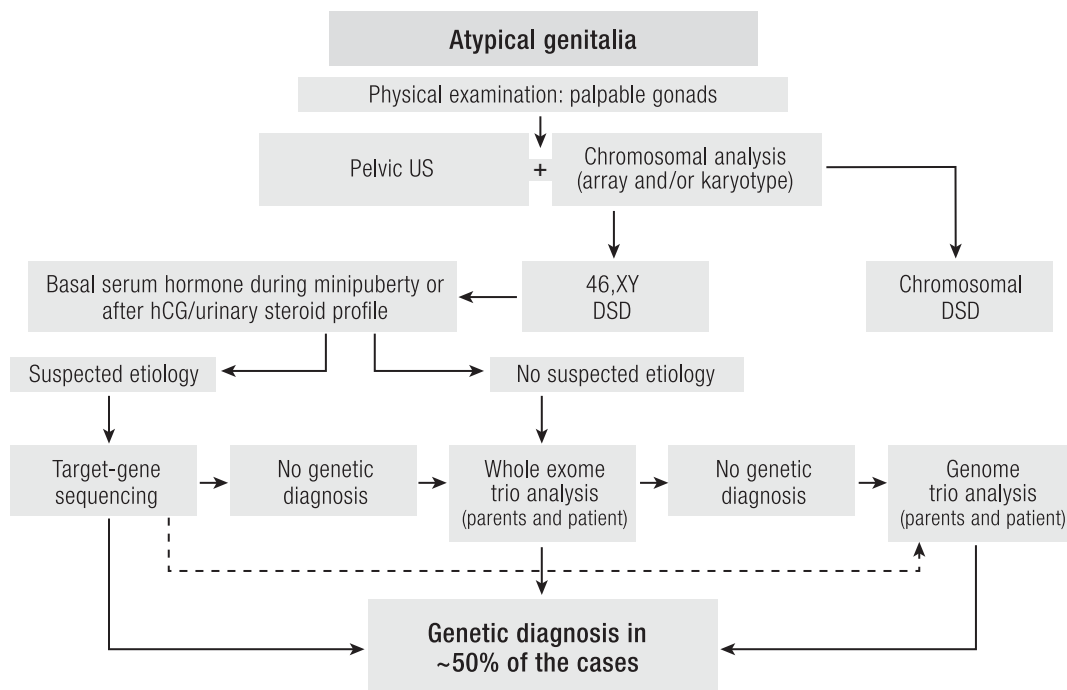 Atypical genitalia
Physical examination: palpable gonads
Pelvic US
+
Chromosomal analysis
(array and/or karyotype)
Basal serum hormone during minipuberty or
after hCG/urinary steroid profile
46,XY
DSD
Chromosomal
DSD
Suspected etiology
No suspected etiology
Target-gene
sequencing
No genetic
diagnosis
Whole exome
trio analysis
(parents and patient)
No genetic
diagnosis
Genome
trio analysis
(parents and patient)
Genetic diagnosis in
~50% of the cases